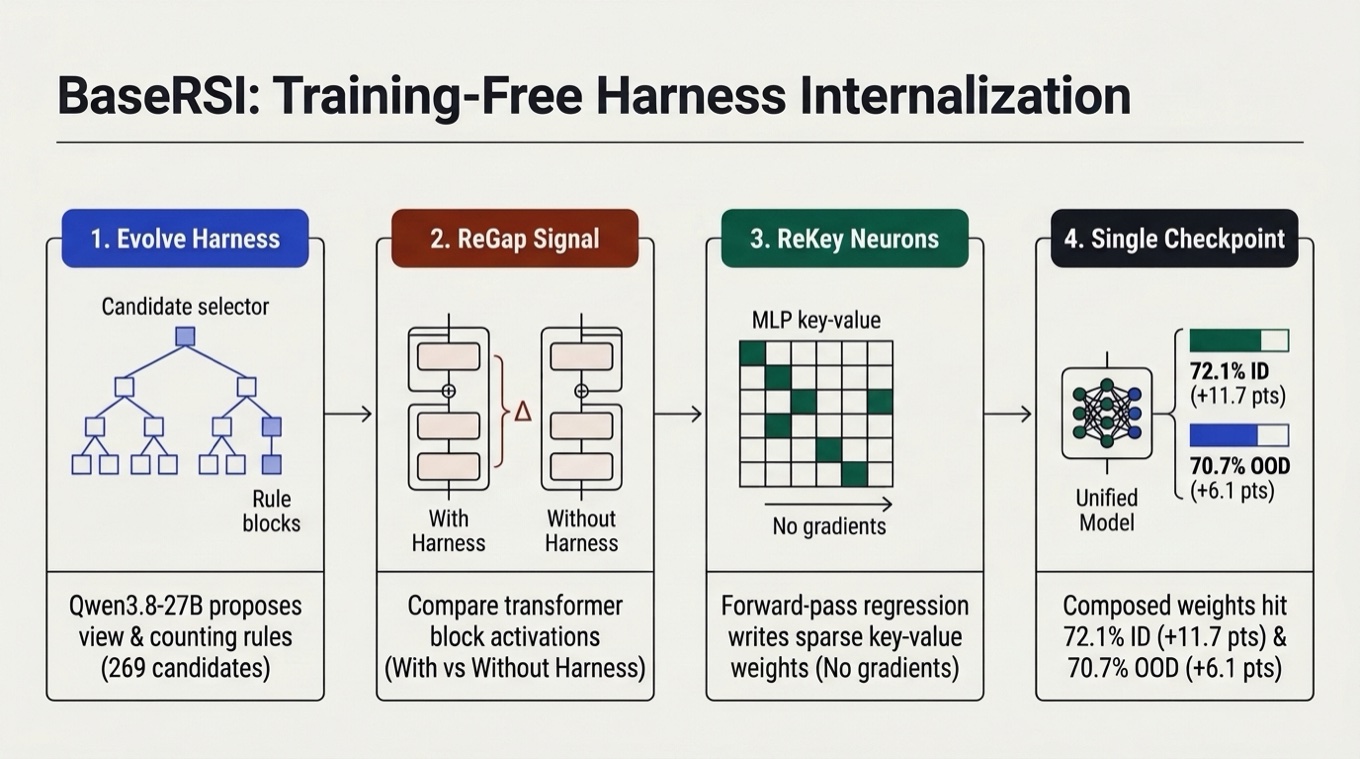 BaseRSI: Training-Free Harness Internalization
1. Evolve Harness
Candidate selector
Rule
blocks
Qwen3.8-27B proposes
view & counting rules
(269 candidates)
2. ReGap Signal
Δ
With
Harness
Without
Harness
Compare transformer
block activations
(With vs Without Harness)
3. ReKey Neurons
MLP key-value
No gradients
Forward-pass regression
writes sparse key-value
weights (No gradients)
4. Single Checkpoint
Unified
Model
72.1% ID
(+11.7 pts)
70.7% OOD
(+6.1 pts)
Composed weights hit
72.1% ID (+11.7 pts) &
70.7% OOD (+6.1 pts)